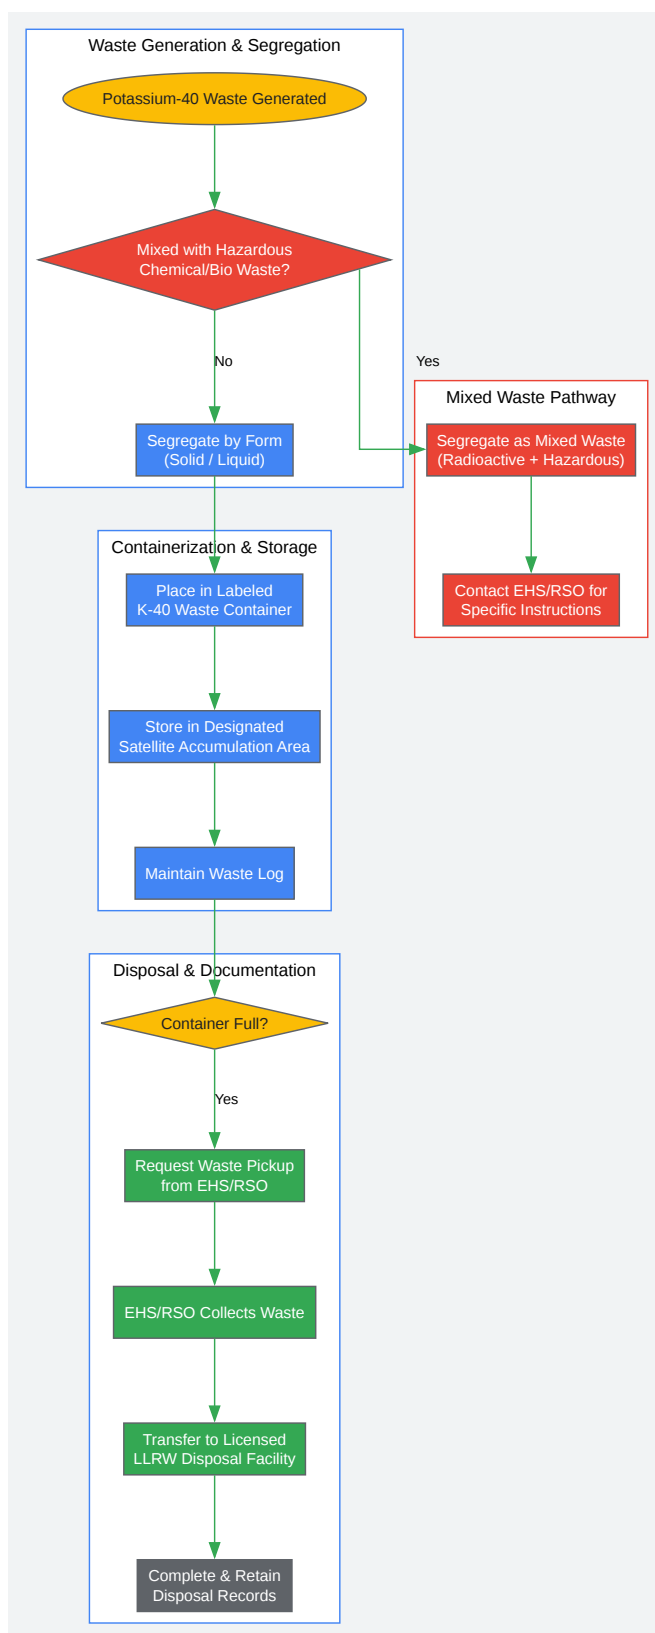 Waste Generation & Segregation
Potassium-40 Waste Generated
Mixed with Hazardous
Chemical/Bio Waste?
No
Yes
Segregate by Form
(Solid / Liquid)
Mixed Waste Pathway
Segregate as Mixed Waste
(Radioactive + Hazardous)
Contact EHS/RSO for
Specific Instructions
Containerization & Storage
Place in Labeled
K-40 Waste Container
Store in Designated
Satellite Accumulation Area
Maintain Waste Log
Disposal & Documentation
Container Full?
Yes
Request Waste Pickup
from EHS/RSO
EHS/RSO Collects Waste
Transfer to Licensed
LLRW Disposal Facility
Complete & Retain
Disposal Records